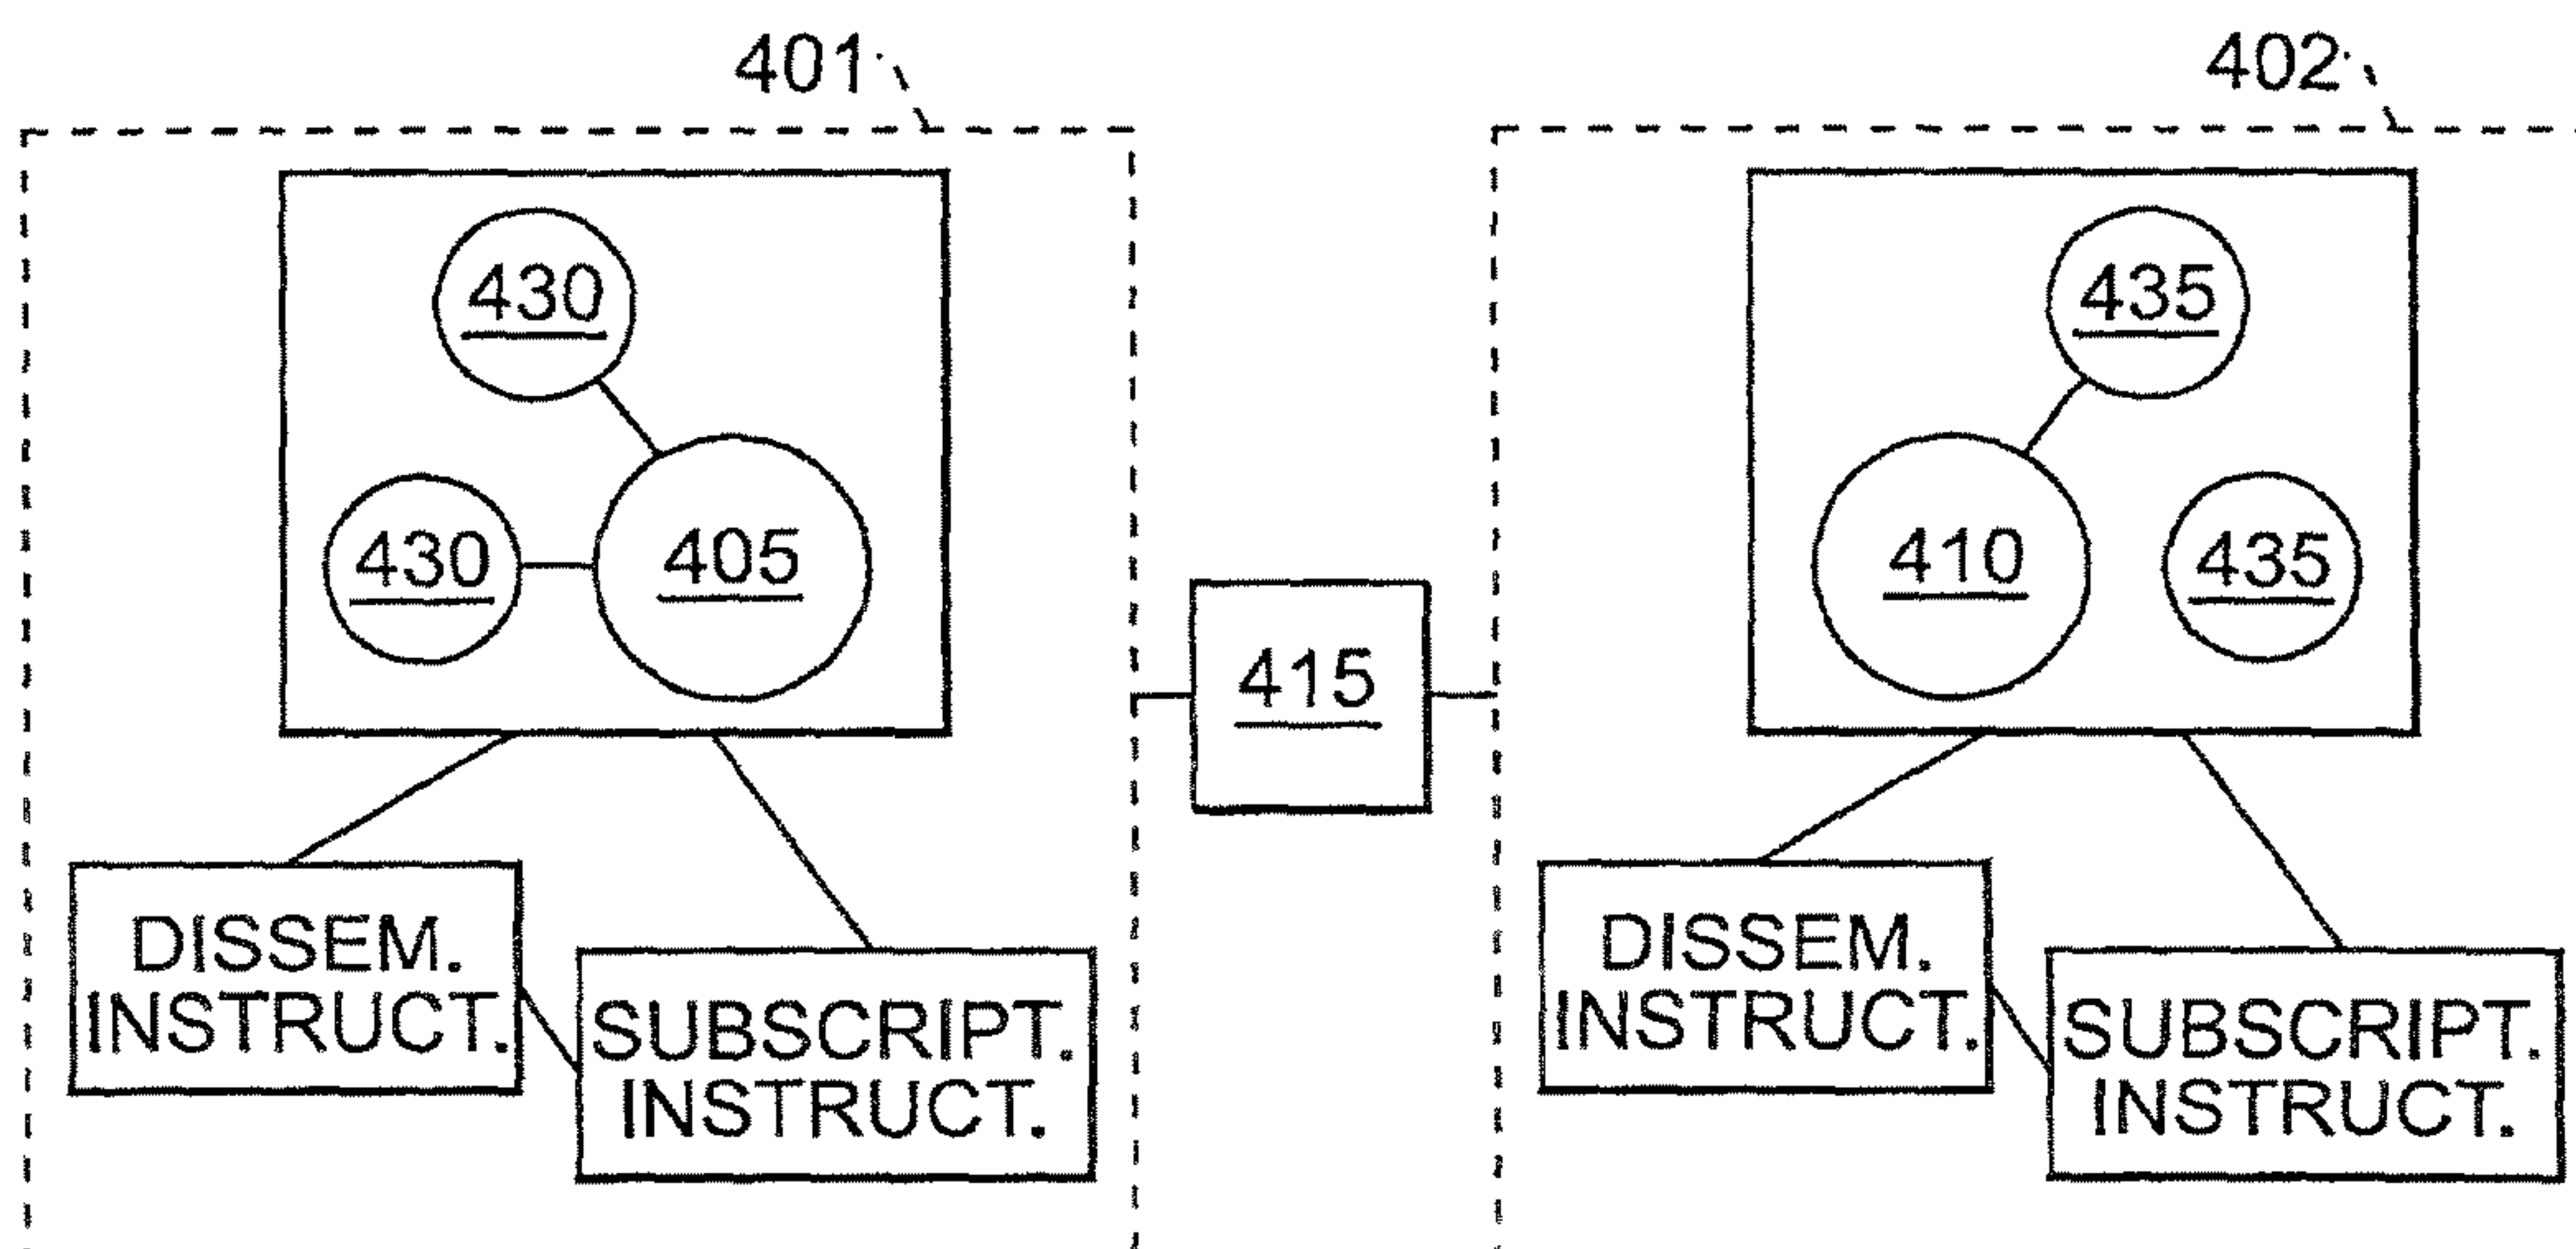 401
402
430
430
405
435
410
435
415
DISSEM.
INSTRUCT.
SUBSCRIPT.
INSTRUCT.
DISSEM.
INSTRUCT.
SUBSCRIPT.
INSTRUCT.